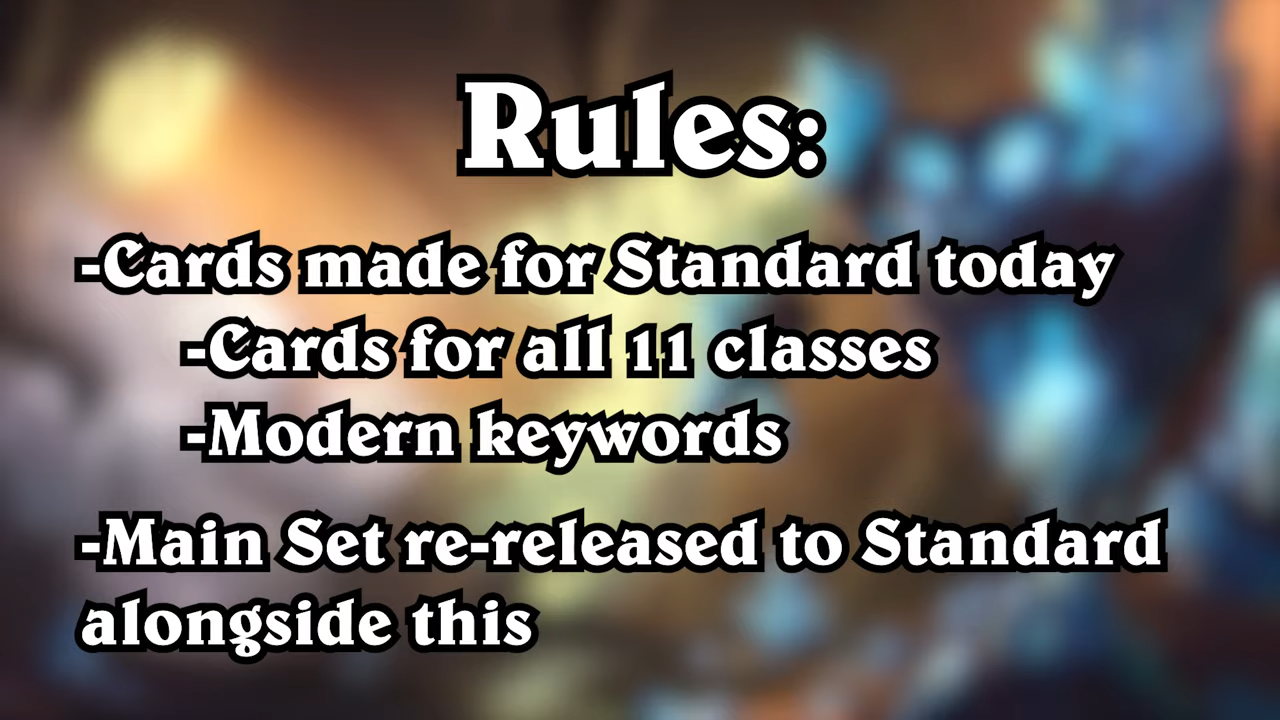 Rules:
-Cards made for Standard today
-Cards for all 11 classes
-Modern keywords
-Main Set re-released to Standard
alongside this